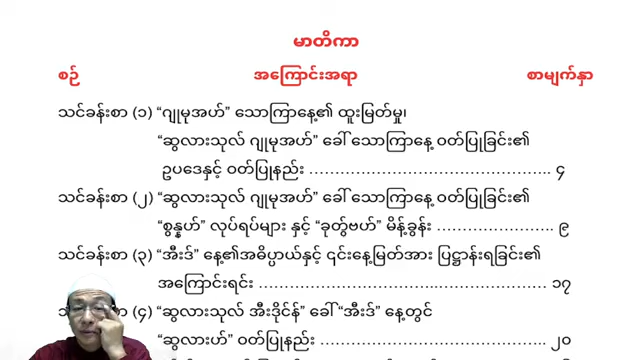 မာတိကာ
စဉ် အကြောင်းအရာ စာမျက်နှာ
သင်ခန်းစာ (၁) “ဂျုမုအဟ်” သောကြာနေ့၏ ထူးမြတ်မှု၊
“ဆွလားသုလ် ဂျုမုအဟ်” ခေါ် သောကြာနေ့ ဝတ်ပြုခြင်း၏
ဥပဒေနှင့် ဝတ်ပြုနည်း ………………………………………………….. ၄
သင်ခန်းစာ (၂) “ဆွလားသုလ် ဂျုမုအဟ်” ခေါ် သောကြာနေ့ ဝတ်ပြုခြင်း၏
“စွန္နဟ်” လုပ်ရပ်များ နှင့် “ခုတွ်ဗဟ်” မိန့်ခွန်း …………………….. ၉
သင်ခန်းစာ (၃) “အီးဒ်” နေ့၏အဓိပ္ပာယ်နှင့် ၎င်းနေ့မြတ်အား ပြဋ္ဌာန်းရခြင်း၏
အကြောင်းရင်း ……………………………………………………………… ၁၇
(၄) “ဆွလားသုလ် အီးဒိုင်န်” ခေါ် “အီးဒ်” နေ့တွင်
“ဆွလားဟ်” ဝတ်ပြုနည်း ………………………………………………….. ၂၀